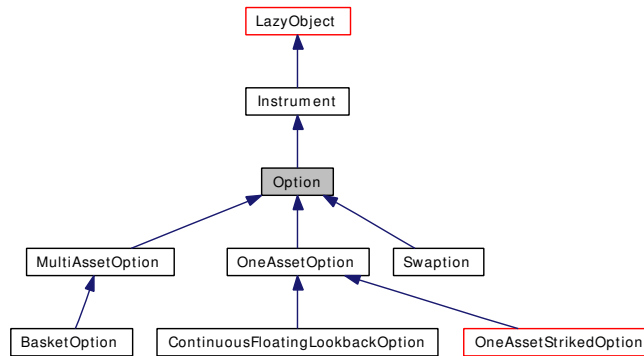 LazyObject
Instrument
Option
MultiAssetOption
OneAssetOption
Swaption
BasketOption
ContinuousFloatingLookbackOption
OneAssetStrikedOption